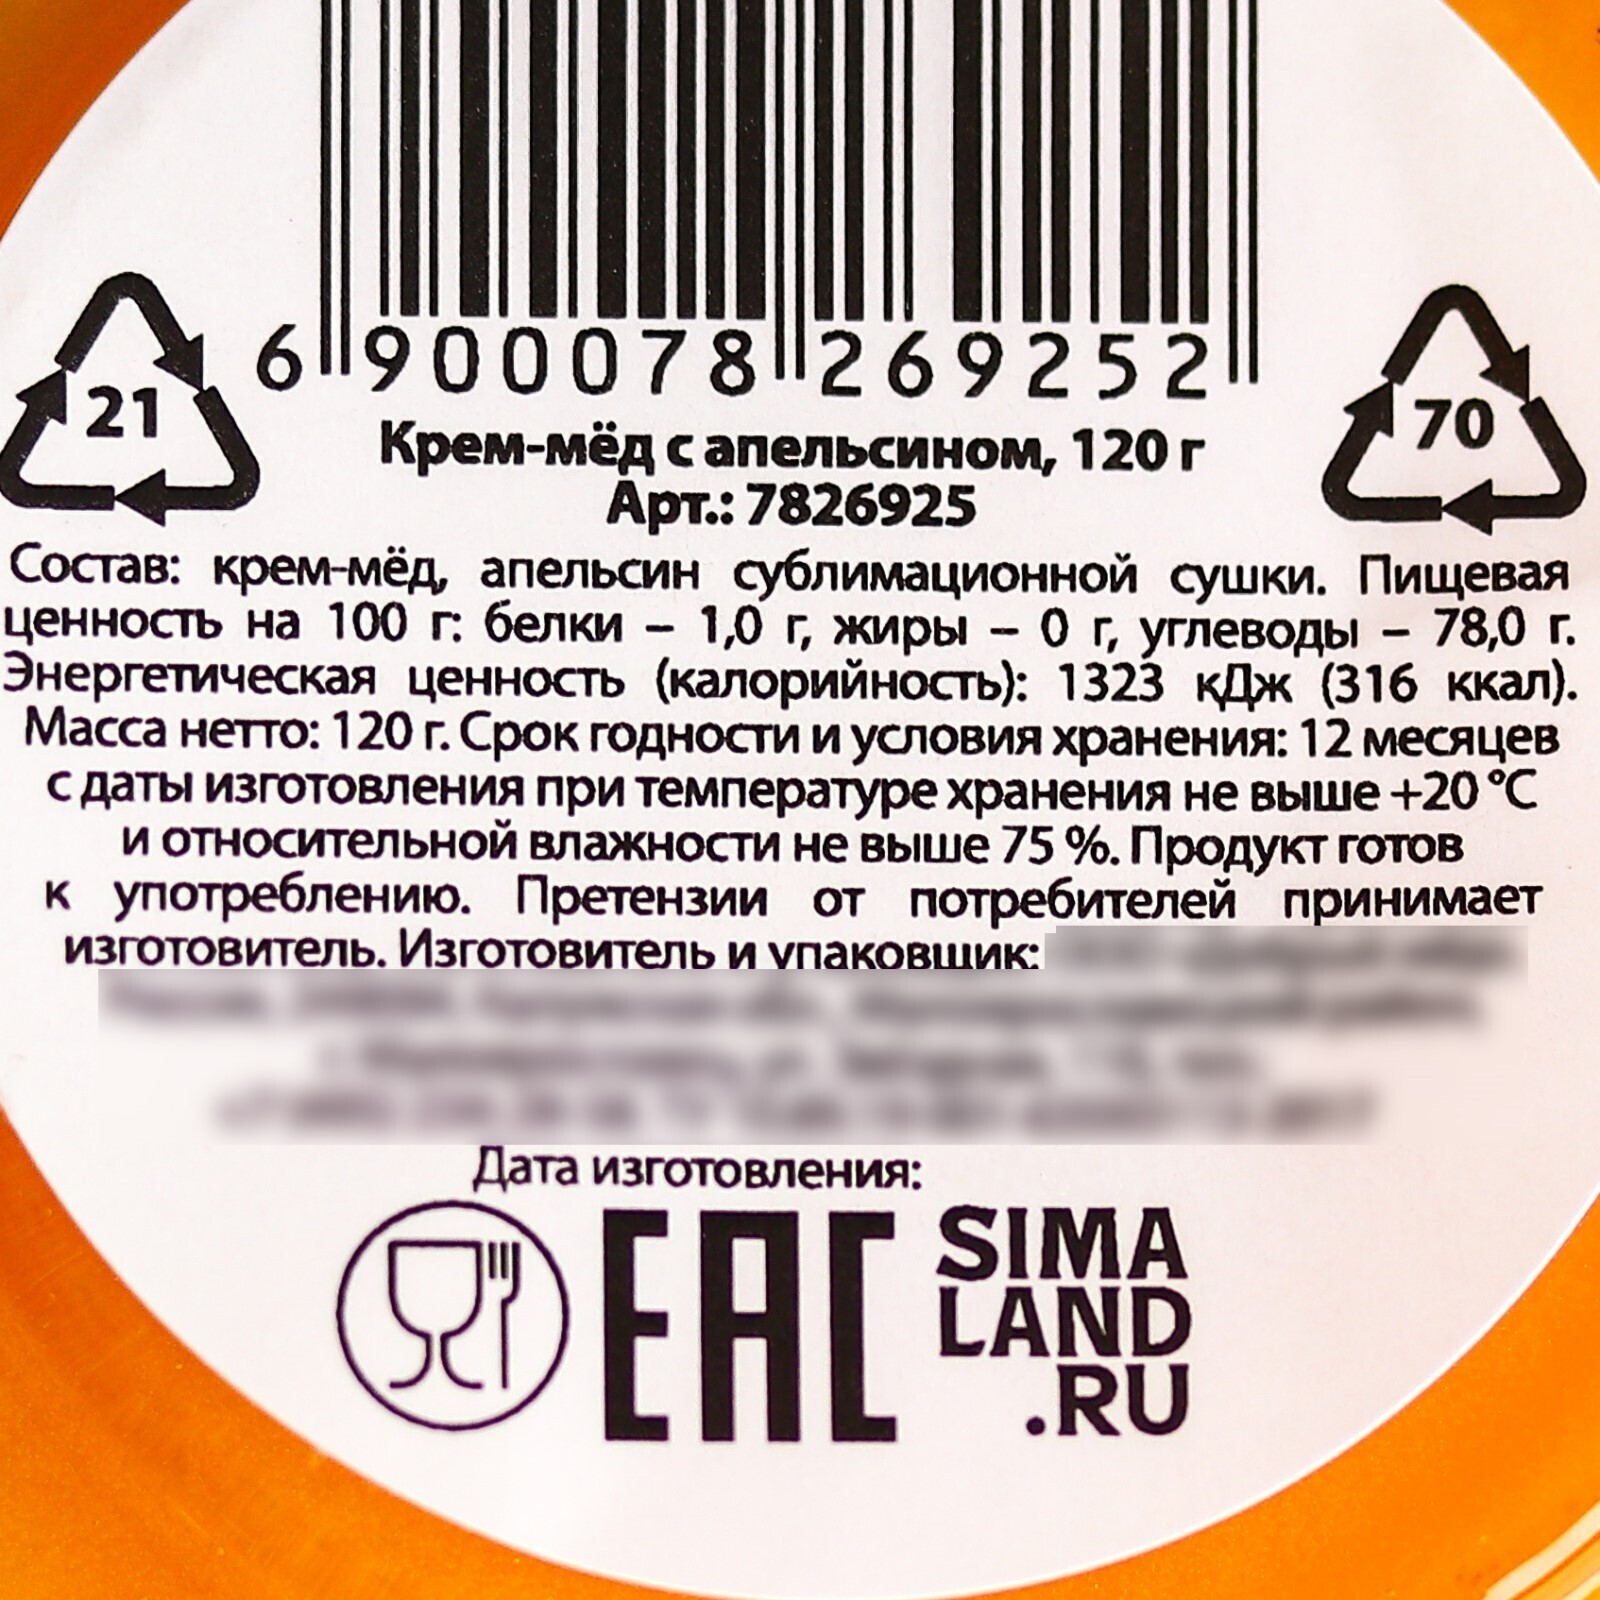 6 900078 269252
21
70
Крем-мёд с апельсином, 120 г
Арт.: 7826925
Состав: крем-мёд, апельсин сублимационной сушки. Пищевая
ценность на 100 г: белки – 1,0 г, жиры – 0 г, углеводы – 78,0 г.
Энергетическая ценность (калорийность): 1323 кДж (316 ккал).
Масса нетто: 120 г. Срок годности и условия хранения: 12 месяцев
с даты изготовления при температуре хранения не выше +20 °С
и относительной влажности не выше 75 %. Продукт готов
к употреблению. Претензии от потребителей принимает
изготовитель. Изготовитель и упаковщик:
Дата изготовления:
ЕАС
SIMA
LAND
.RU